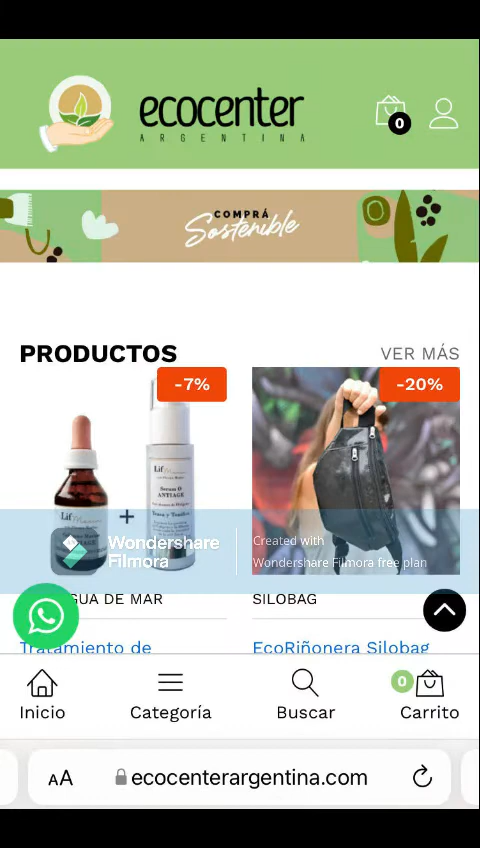 ecocenter
ARGENTINA
0
COMPRÁ
Sostenible
PRODUCTOS
VER MÁS
-7%
-20%
Lif
Serum O
ANTIAGE
+
Wondershare
Filmora
Created with
Wondershare Filmora free plan
GUA DE MAR
SILOBAG
Tratamiento de
EcoRiñonera Silobag
0
Inicio
Categoría
Buscar
Carrito
AA
ecocenterargentina.com